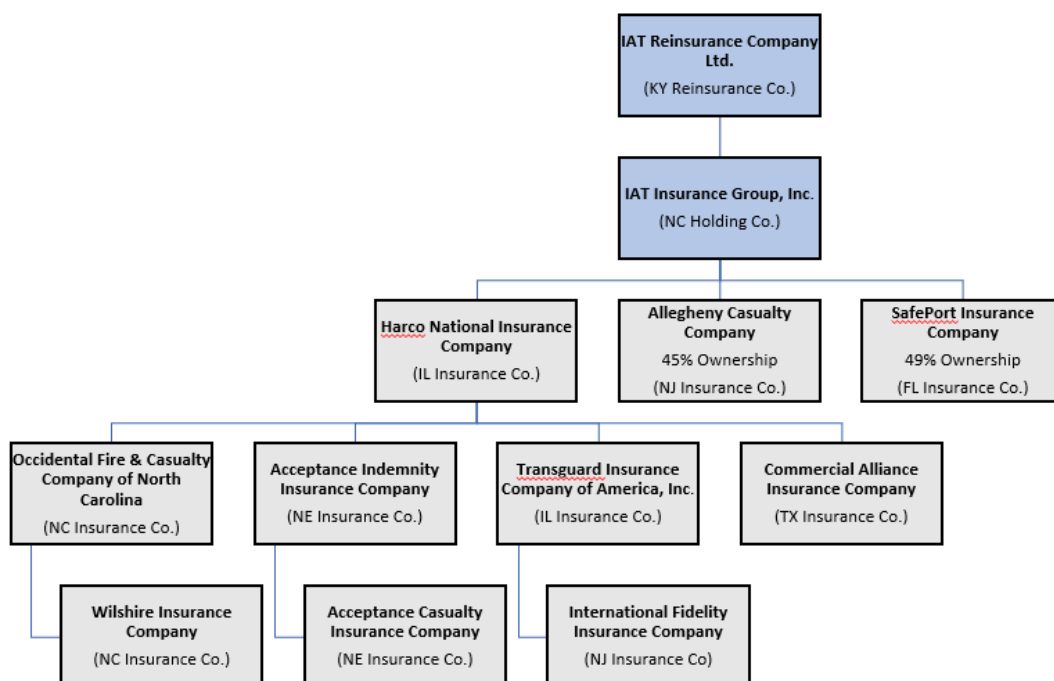 IAT Reinsurance Company
Ltd.
(KY Reinsurance Co.)
IAT Insurance Group, Inc.
(NC Holding Co.)
Harco National Insurance
Company
(IL Insurance Co.)
Allegheny Casualty
Company
45% Ownership
(NJ Insurance Co.)
SafePort Insurance
Company
49% Ownership
(FL Insurance Co.)
Occidental Fire & Casualty
Company of North
Carolina
(NC Insurance Co.)
Acceptance Indemnity
Insurance Company
(NE Insurance Co.)
Transguard Insurance
Company of America, Inc.
(IL Insurance Co.)
Commercial Alliance
Insurance Company
(TX Insurance Co.)
Wilshire Insurance
Company
(NC Insurance Co.)
Acceptance Casualty
Insurance Company
(NE Insurance Co.)
International Fidelity
Insurance Company
(NJ Insurance Co)